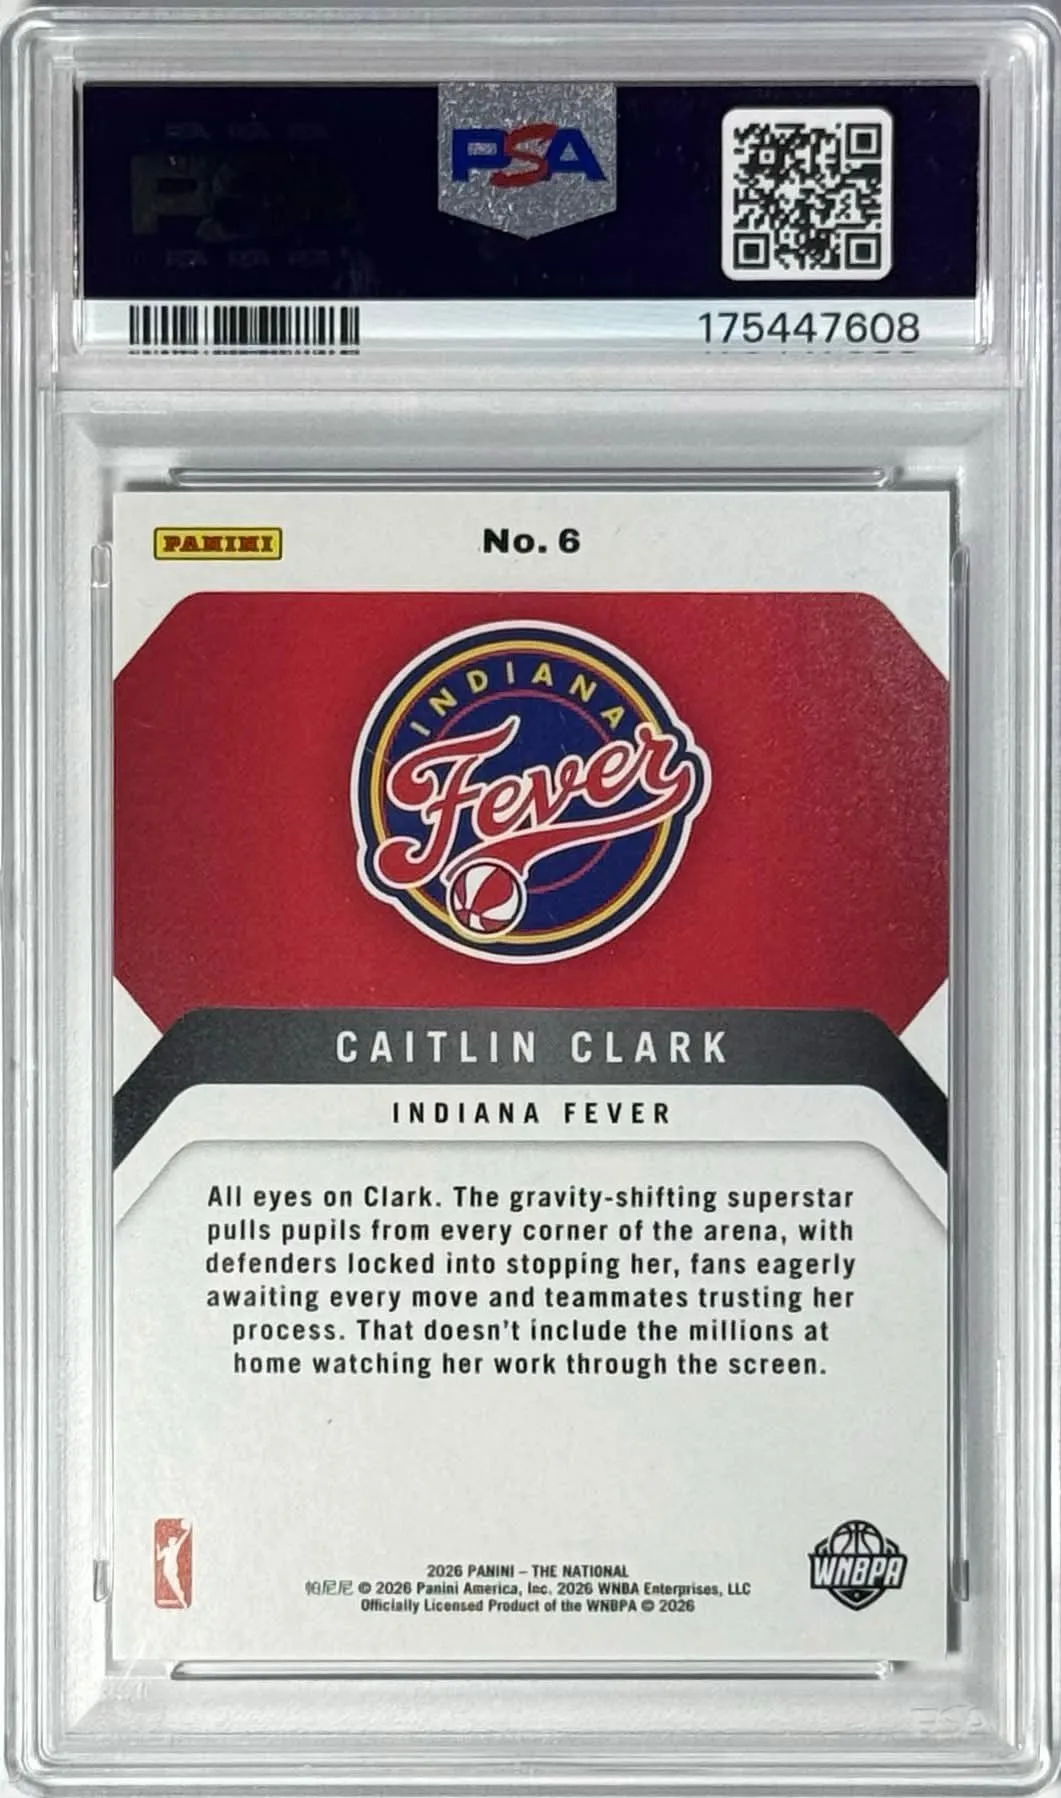 PSA
175447608
PANINI
No. 6
INDIANA
Fever
CAITLIN CLARK
INDIANA FEVER
All eyes on Clark. The gravity-shifting superstar
pulls pupils from every corner of the arena, with
defenders locked into stopping her, fans eagerly
awaiting every move and teammates trusting her
process. That doesn't include the millions at
home watching her work through the screen.
2026 PANINI – THE NATIONAL
帕尼尼 © 2026 Panini America, Inc. 2026 WNBA Enterprises, LLC
Officially Licensed Product of the WNBPA © 2026
WNBPA
PSA